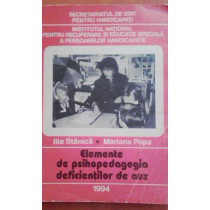 SECRETARIATUL DE STAT
PENTRU HANDICAPAȚI
INSTITUTUL NAȚIONAL
PENTRU RECUPERARE ȘI EDUCAȚIE SPECIALĂ
A PERSOANELOR HANDICAPATE
Ilie Stănică • Mariana Popa
Elemente
de psihopedagogia
deficienților de auz
1994